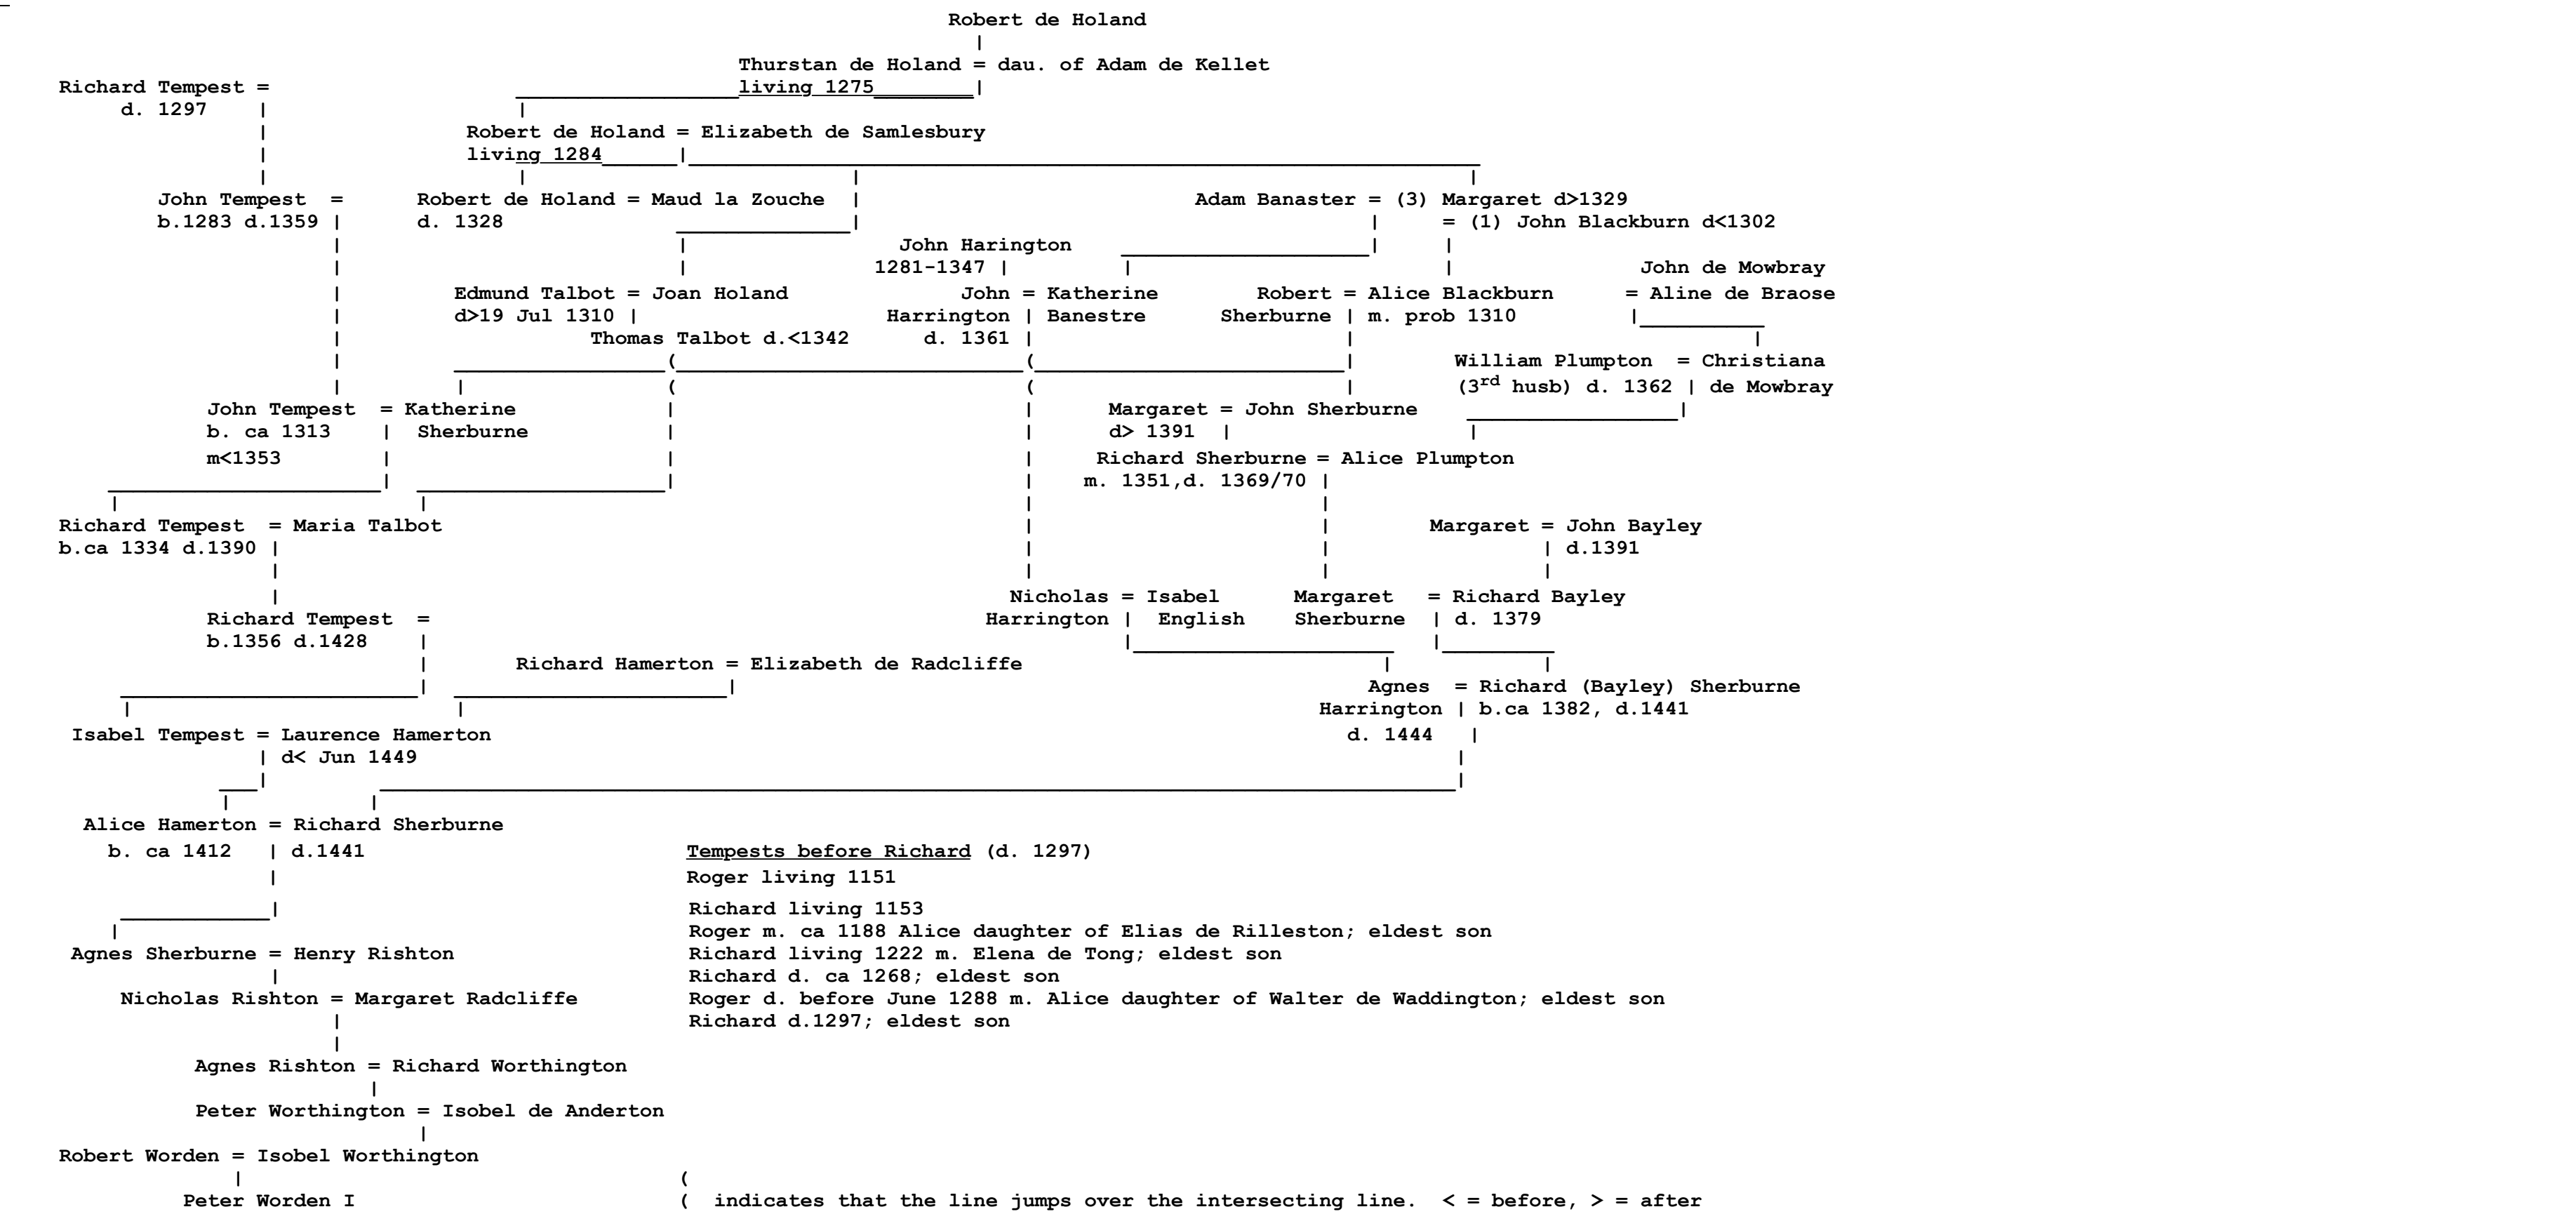 Robert de Holand
Thurstan de Holand = dau. of Adam de Kellet
Richard Tempest = living 1275
d. 1297
Robert de Holand = Elizabeth de Samlesbury
living 1284
John Tempest = Robert de Holand = Maud la Zouche Adam Banaster = (3) Margaret d>1329
b.1283 d.1359 d. 1328 = (1) John Blackburn d<1302
John Harington
1281-1347 John de Mowbray
Edmund Talbot = Joan Holand John = Katherine Robert = Alice Blackburn = Aline de Braose
d>19 Jul 1310 Harrington Banestre Sherburne m. prob 1310
Thomas Talbot d.<1342 d. 1361
( ( William Plumpton = Christiana
( ( (3rd husb) d. 1362 de Mowbray
John Tempest = Katherine Margaret = John Sherburne
b. ca 1313 Sherburne d> 1391
m<1353 Richard Sherburne = Alice Plumpton
m. 1351,d. 1369/70
Richard Tempest = Maria Talbot Margaret = John Bayley
b.ca 1334 d.1390 d.1391
Nicholas = Isabel Margaret = Richard Bayley
Richard Tempest = Harrington English Sherburne d. 1379
b.1356 d.1428
Richard Hamerton = Elizabeth de Radcliffe
Agnes = Richard (Bayley) Sherburne
Harrington b.ca 1382, d.1441
Isabel Tempest = Laurence Hamerton d. 1444
d< Jun 1449
Alice Hamerton = Richard Sherburne
b. ca 1412 d.1441 Tempests before Richard (d. 1297)
Roger living 1151
Richard living 1153
Roger m. ca 1188 Alice daughter of Elias de Rilleston; eldest son
Agnes Sherburne = Henry Rishton Richard living 1222 m. Elena de Tong; eldest son
Richard d. ca 1268; eldest son
Nicholas Rishton = Margaret Radcliffe Roger d. before June 1288 m. Alice daughter of Walter de Waddington; eldest son
Richard d.1297; eldest son
Agnes Rishton = Richard Worthington
Peter Worthington = Isobel de Anderton
Robert Worden = Isobel Worthington
(
Peter Worden I ( indicates that the line jumps over the intersecting line. < = before, > = after